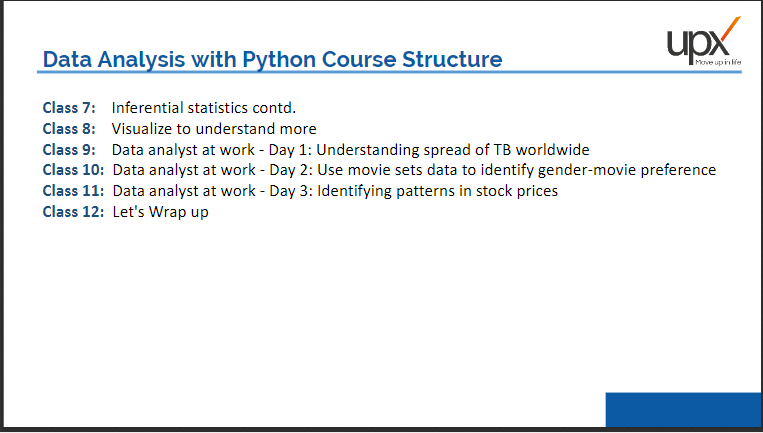 Data Analysis with Python Course Structure
upx
Move up in life
Class 7: Inferential statistics contd.
Class 8: Visualize to understand more
Class 9: Data analyst at work - Day 1: Understanding spread of TB worldwide
Class 10: Data analyst at work - Day 2: Use movie sets data to identify gender-movie preference
Class 11: Data analyst at work - Day 3: Identifying patterns in stock prices
Class 12: Let's Wrap up